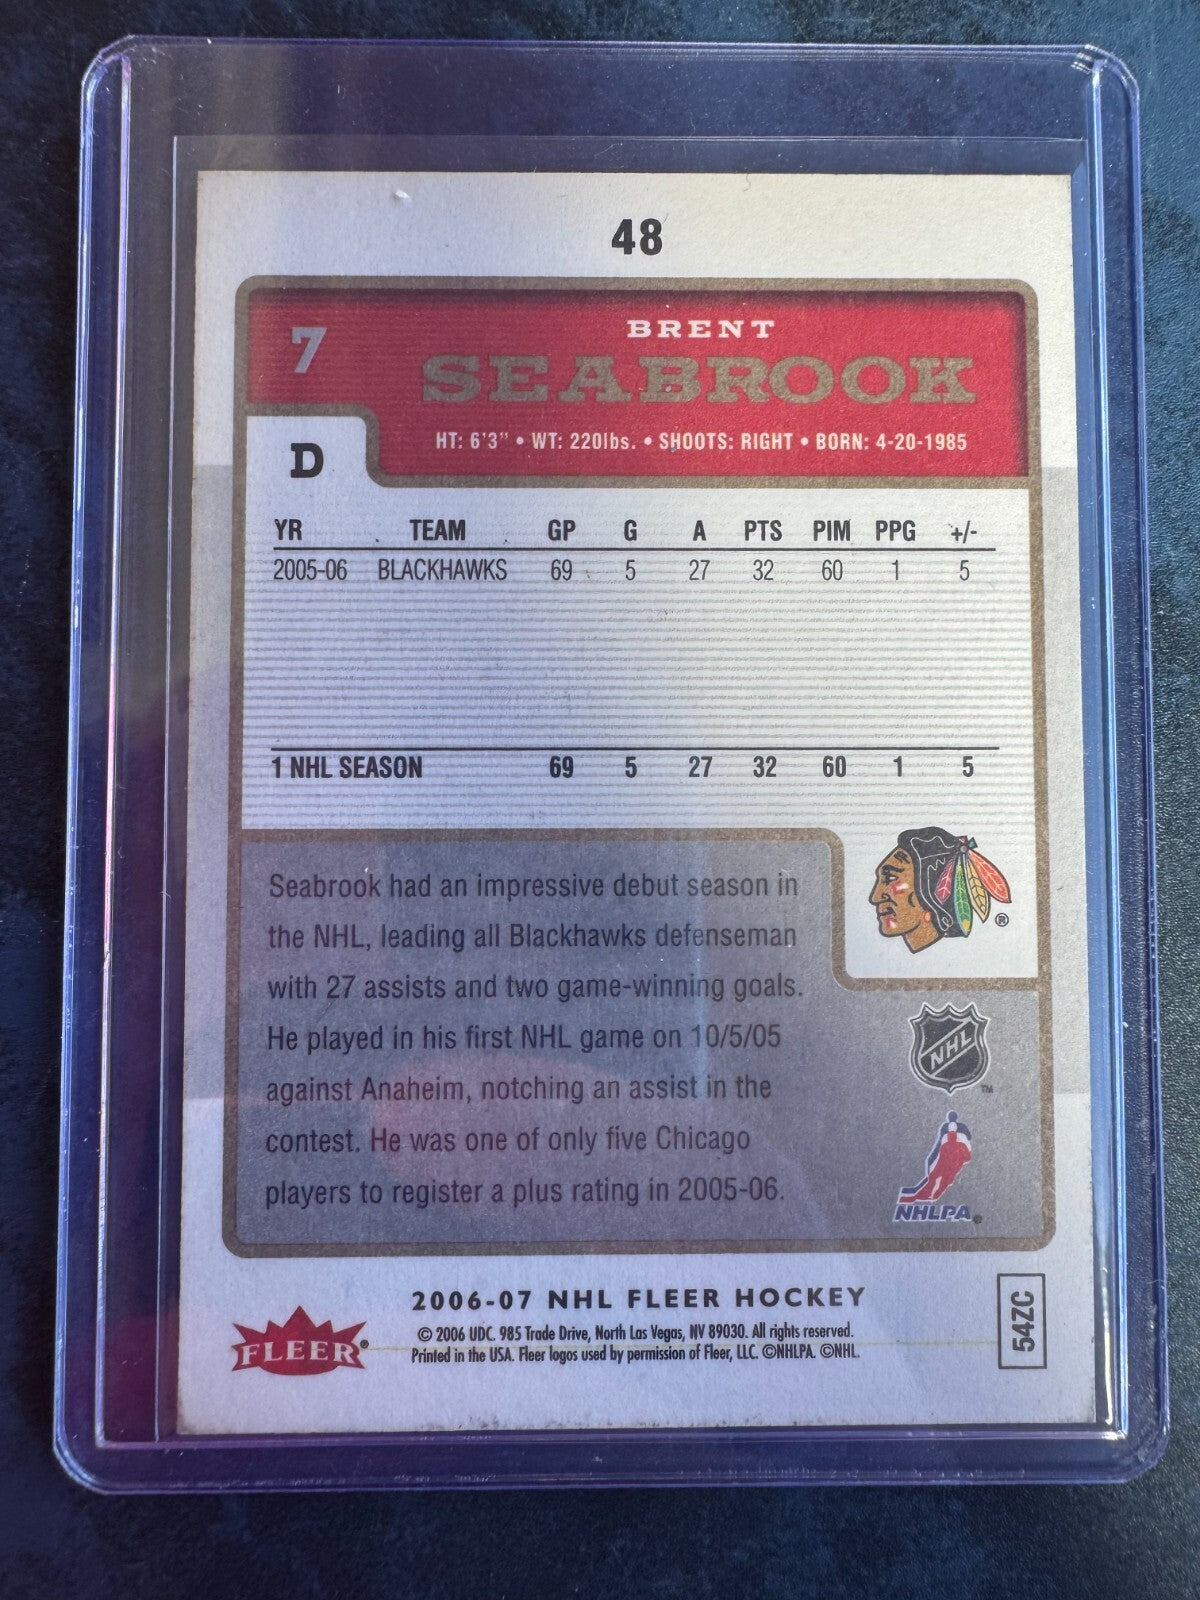 48
7
BRENT
SEABROOK
HT: 6'3" • WT: 220lbs. • SHOOTS: RIGHT • BORN: 4-20-1985
D
YR TEAM GP G A PTS PIM PPG +/-
2005-06 BLACKHAWKS 69 5 27 32 60 1 5
1 NHL SEASON 69 5 27 32 60 1 5
Seabrook had an impressive debut season in
the NHL, leading all Blackhawks defenseman
with 27 assists and two game-winning goals.
He played in his first NHL game on 10/5/05
against Anaheim, notching an assist in the
contest. He was one of only five Chicago
players to register a plus rating in 2005-06.
®
NHL
™
NHLPA®
2006-07 NHL FLEER HOCKEY
FLEER®
© 2006 UDC. 985 Trade Drive, North Las Vegas, NV 89030. All rights reserved.
Printed in the USA. Fleer logos used by permission of Fleer, LLC. ©NHLPA. ©NHL.
54ZC